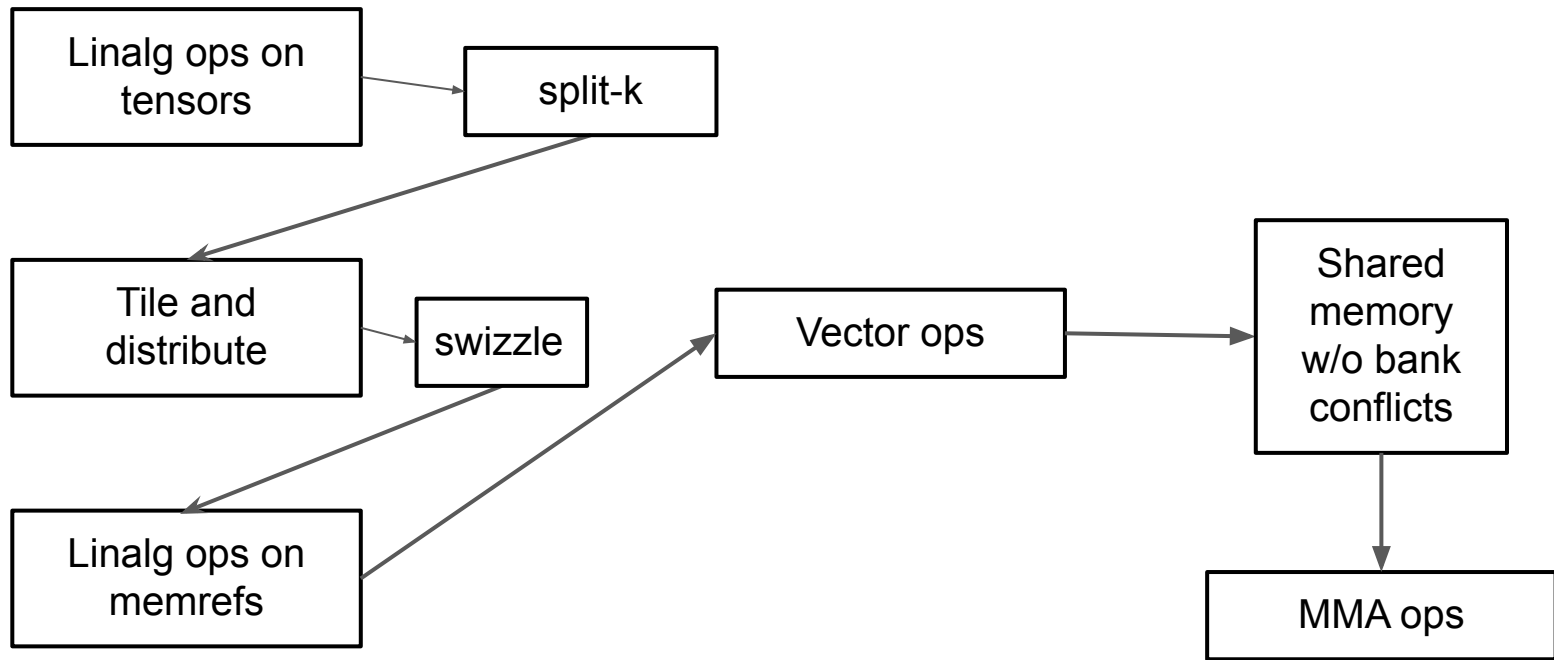 Linalg ops on
tensors
split-k
Tile and
distribute
swizzle
Linalg ops on
memrefs
Vector ops
Shared
memory
w/o bank
conflicts
MMA ops